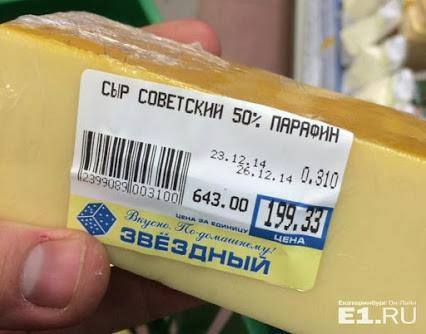 СЫР СОВЕТСКИЙ 50% ПАРАФИН
23.12.14
26.12.14 0.310
2399089003100
643.00 199.33
ЦЕНА ЗА ЕДИНИЦУ ЦЕНА
Вкусно. По-домашному!
ЗВЁЗДНЫЙ
Екатеринбург Он-Лайн
E1.RU